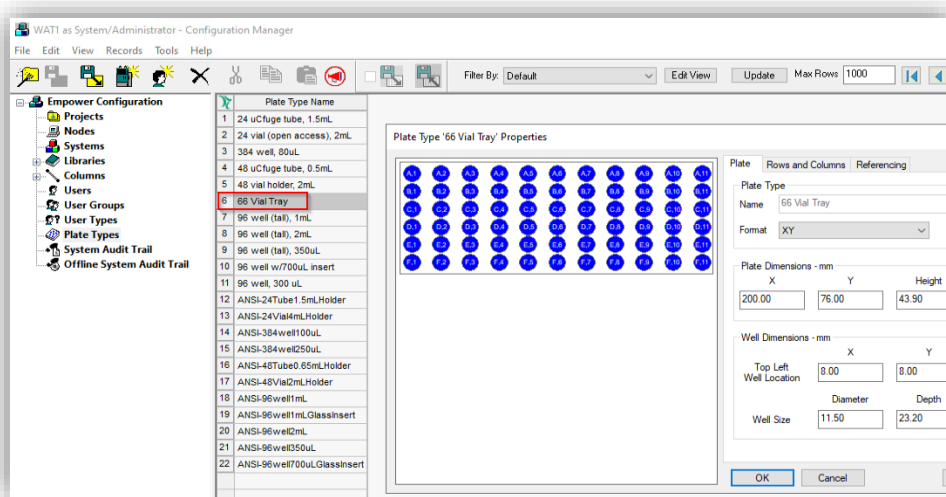 WAT1 as System/Administrator - Configuration Manager
File Edit View Records Tools Help
Filter By: Default Edit View Update Max Rows 1000
Empower Configuration
Projects
Nodes
Systems
Libraries
Columns
Users
User Groups
User Types
Plate Types
System Audit Trail
Offline System Audit Trail
Plate Type Name
1 24 uCfuge tube, 1.5mL
2 24 vial (open access), 2mL
3 384 well, 80uL
4 48 uCfuge tube, 0.5mL
5 48 vial holder, 2mL
6 66 Vial Tray
7 96 well (tall), 1mL
8 96 well (tall), 2mL
9 96 well (tall), 350uL
10 96 well w/700uL insert
11 96 well, 300 uL
12 ANSI-24Tube1.5mLHolder
13 ANSI-24Vial4mLHolder
14 ANSI-384well100uL
15 ANSI-384well250uL
16 ANSI-48Tube0.65mLHolder
17 ANSI-48Vial2mLHolder
18 ANSI-96well1mL
19 ANSI-96well1mLGlassInsert
20 ANSI-96well2mL
21 ANSI-96well350uL
22 ANSI-96well700uLGlassInsert
Plate Type '66 Vial Tray' Properties
A,1 A,2 A,3 A,4 A,5 A,6 A,7 A,8 A,9 A,10 A,11
B,1 B,2 B,3 B,4 B,5 B,6 B,7 B,8 B,9 B,10 B,11
C,1 C,2 C,3 C,4 C,5 C,6 C,7 C,8 C,9 C,10 C,11
D,1 D,2 D,3 D,4 D,5 D,6 D,7 D,8 D,9 D,10 D,11
E,1 E,2 E,3 E,4 E,5 E,6 E,7 E,8 E,9 E,10 E,11
F,1 F,2 F,3 F,4 F,5 F,6 F,7 F,8 F,9 F,10 F,11
Plate Rows and Columns Referencing
Plate Type
Name 66 Vial Tray
Format XY
Plate Dimensions - mm
X Y Height
200.00 76.00 43.90
Well Dimensions - mm
X Y
Top Left
Well Location 8.00 8.00
Diameter Depth
Well Size 11.50 23.20
OK Cancel